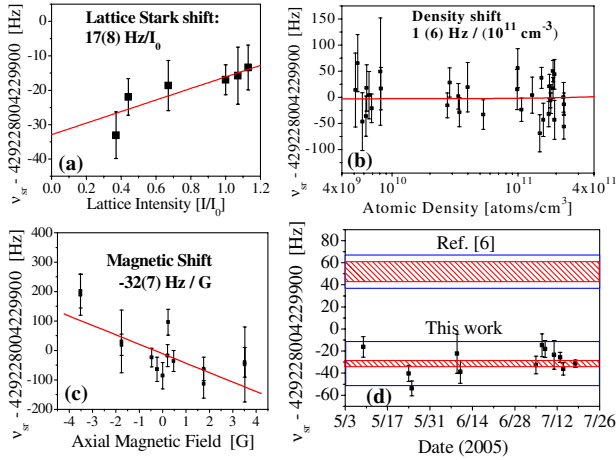 Lattice Stark shift:
17(8) Hz/I₀
ν_sr - 429228004229900 [Hz]
0
-10
-20
-30
-40
(a)
0.0 0.2 0.4 0.6 0.8 1.0 1.2
Lattice Intensity [I/I₀]
Density shift
1 (6) Hz / (10¹¹ cm⁻³)
ν_sr - 429228004229900 [Hz]
100
50
0
-50
-100
(b)
4x10⁹ 10¹⁰ 10¹¹ 4x10¹¹
Atomic Density [atoms/cm³]
Magnetic Shift
-32(7) Hz / G
ν_sr - 429228004229900 [Hz]
400
300
200
100
0
-100
-200
(c)
-4 -3 -2 -1 0 1 2 3 4
Axial Magnetic Field [G]
Ref. [6]
This work
ν_sr - 429228004229900 [Hz]
80
60
40
20
0
-20
-40
-60
-80
(d)
5/3 5/17 5/31 6/14 6/28 7/12 7/26
Date (2005)